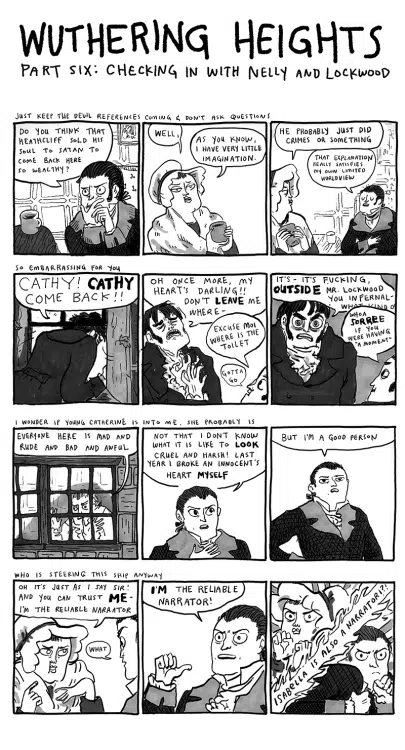 WUTHERING HEIGHTS
PART SIX: CHECKING IN WITH NELLY AND LOCKWOOD
JUST KEEP THE DEVIL REFERENCES COMING & DON'T ASK QUESTIONS
DO YOU THINK THAT
HEATHCLIFF SOLD HIS
SOUL TO SATAN TO
COME BACK HERE
SO WEALTHY?
WELL,
AS YOU KNOW,
I HAVE VERY LITTLE
IMAGINATION.
HE PROBABLY JUST DID
CRIMES OR SOMETHING
THAT EXPLANATION
REALLY SATISFIES
MY OWN LIMITED
WORLDVIEW
SO EMBARRASSING FOR YOU
CATHY! CATHY
COME BACK!!
OH ONCE MORE, MY
HEART'S DARLING!!
DON'T LEAVE ME
WHERE-
EXCUSE MOI
WHERE IS THE
TOILET
GOTTA
GO
IT'S- IT'S FUCKING,
OUTSIDE MR. LOCKWOOD
YOU INFERNAL-
WHAT KIND O
WHOA
SORREE
IF YOU
WERE HAVING
"A MOMENT"
I WONDER IF YOUNG CATHERINE IS INTO ME. SHE PROBABLY IS
EVERYONE HERE IS MAD AND
RUDE AND BAD AND AWFUL
NOT THAT I DON'T KNOW
WHAT IT IS LIKE TO LOOK
CRUEL AND HARSH! LAST
YEAR I BROKE AN INNOCENT'S
HEART MYSELF
BUT I'M A GOOD PERSON
WHO IS STEERING THIS SHIP ANYWAY
OH IT'S JUST AS I SAY SIR!
AND YOU CAN TRUST ME-
I'M THE RELIABLE NARRATOR
WHAT
I'M THE RELIABLE
NARRATOR!
ISABELLA IS ALSO A NARRATOR!?!